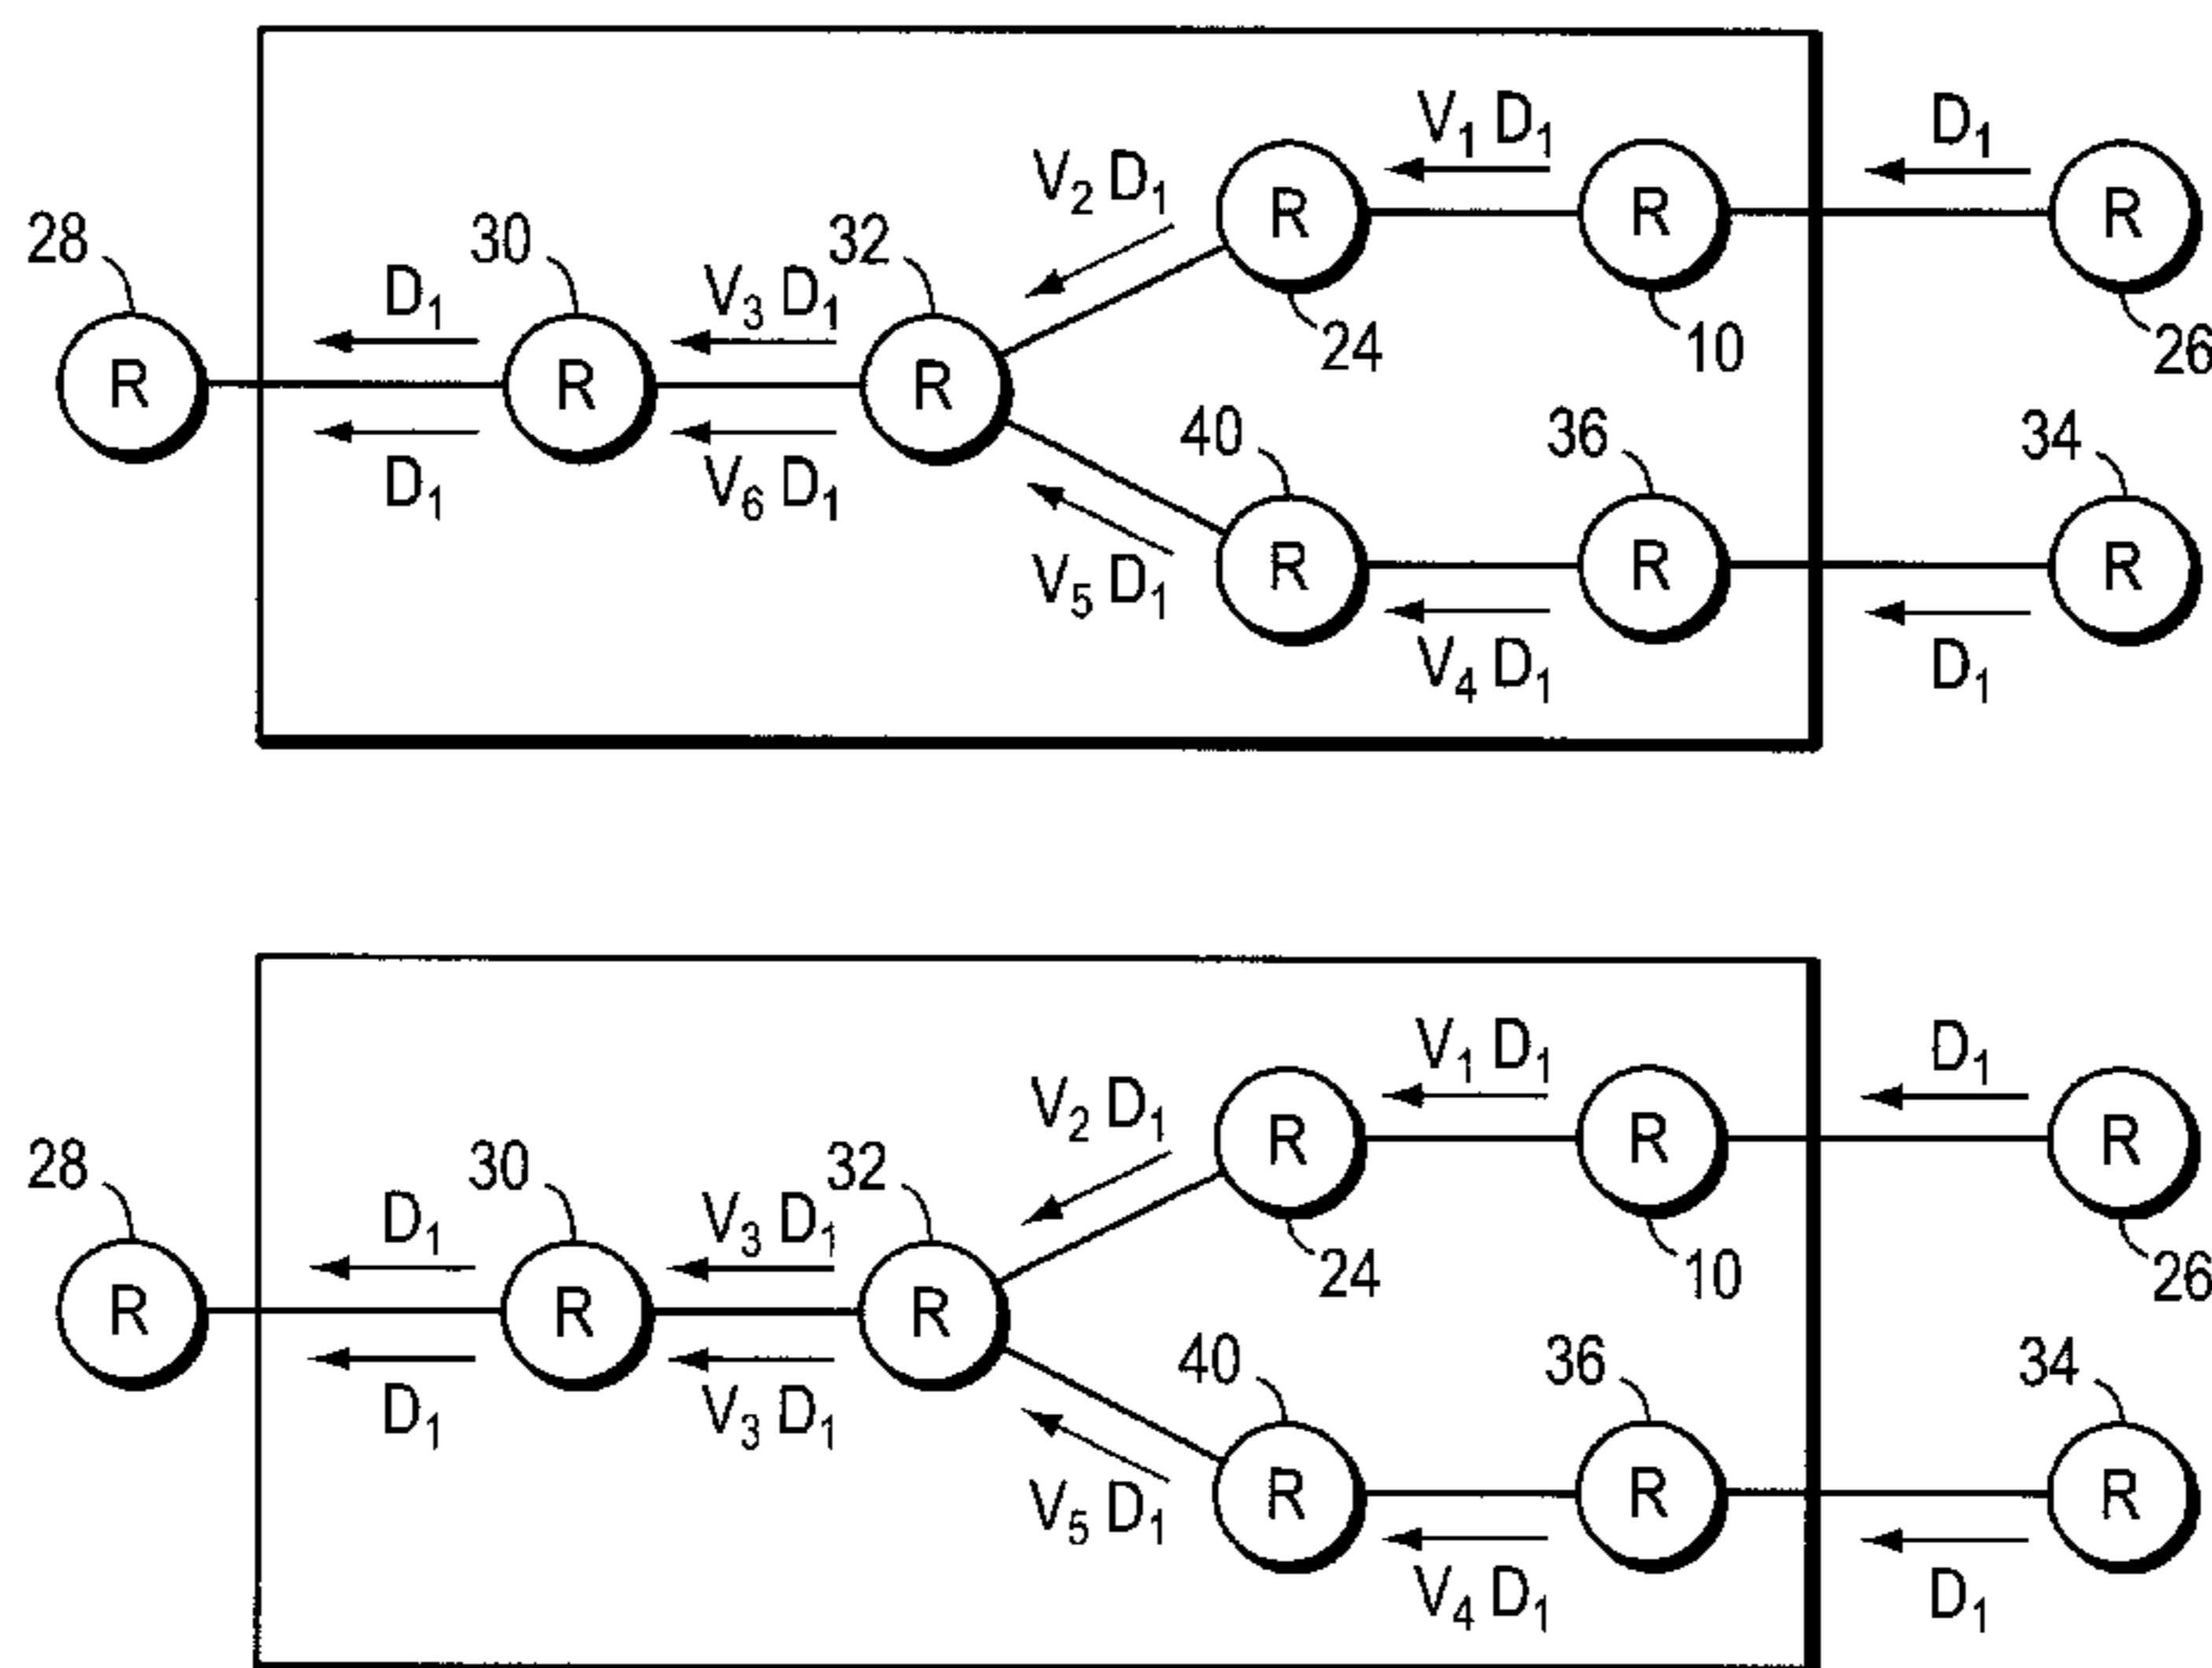 V₁ D₁ D₁
V₂ D₁ R R R
28 30 32
D₁ V₃ D₁ 24 10 26
R R R
40 36 34
D₁ V₆ D₁
R R R
V₅ D₁
V₄ D₁ D₁
V₁ D₁ D₁
V₂ D₁ R R R
28 30 32
D₁ V₃ D₁ 24 10 26
R R R
40 36 34
D₁ V₃ D₁
R R R
V₅ D₁
V₄ D₁ D₁